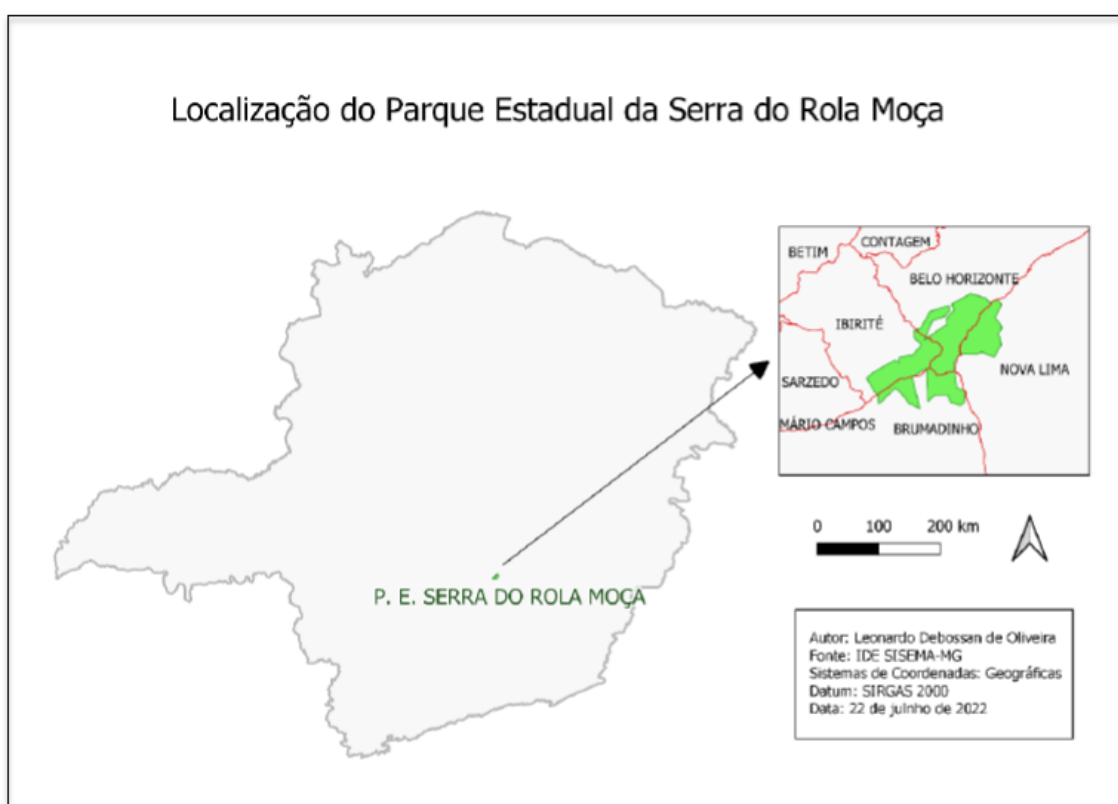 Localização do Parque Estadual da Serra do Rola Moça
BETIM
CONTAGEM
BELO HORIZONTE
IBIRITÉ
NOVA LIMA
SARZEDO
MÁRIO CAMPOS
BRUMADINHO
0 100 200 km
P. E. SERRA DO ROLA MOÇA
Autor: Leonardo Debossan de Oliveira
Fonte: IDE SISEMA-MG
Sistemas de Coordenadas: Geográficas
Datum: SIRGAS 2000
Data: 22 de julnho de 2022